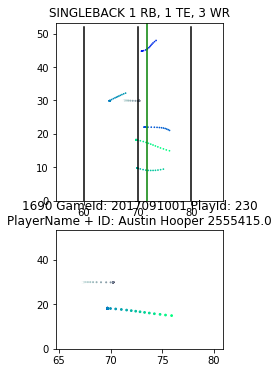 SINGLEBACK 1 RB, 1 TE, 3 WR
50
40
30
20
10
0
60 70 80
1690 GameId: 2017091001 PlayId: 230
PlayerName + ID: Austin Hooper 2555415.0
40
20
0
65 70 75 80